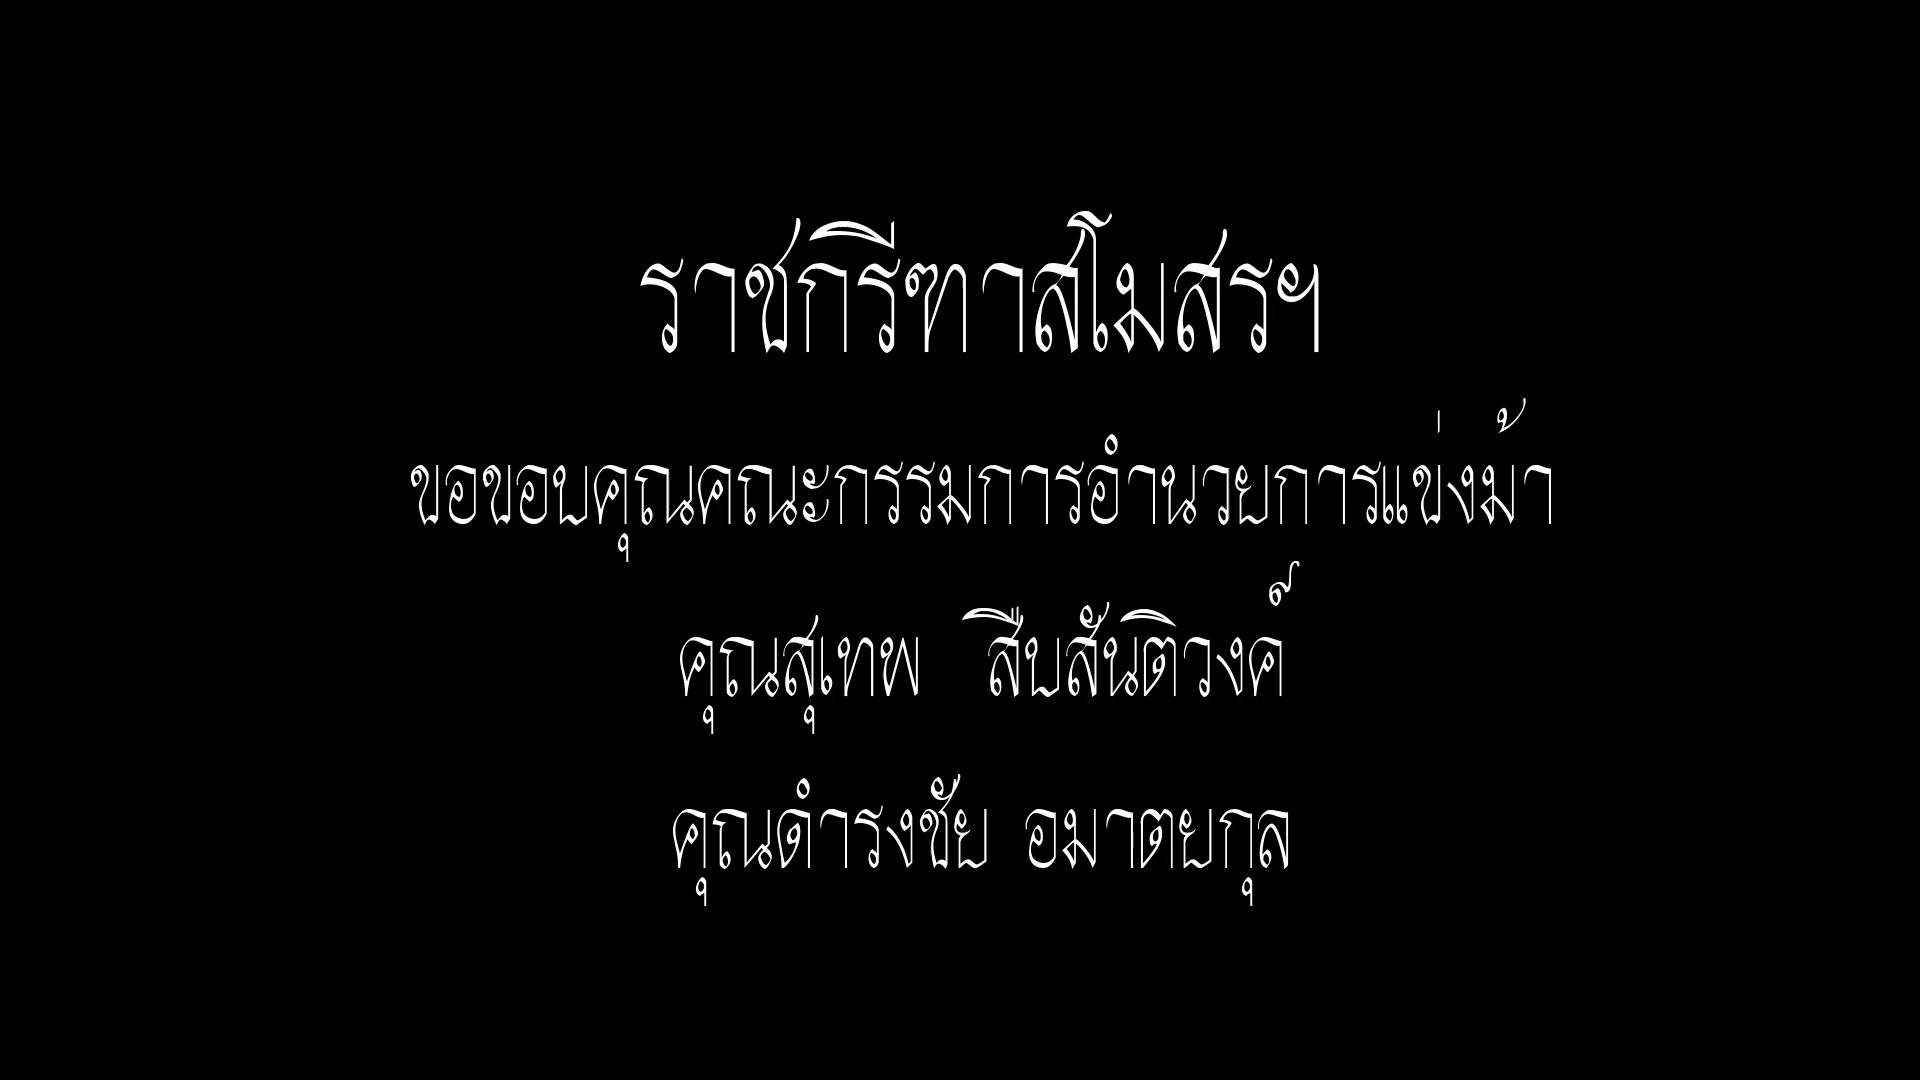 ราชกรีฑาสโมสรฯ
ขอขอบคุณคณะกรรมการอำนวยการแข่งม้า
คุณสุเทพ สืบสันติวงศ์
คุณดำรงชัย อมาตยกุล